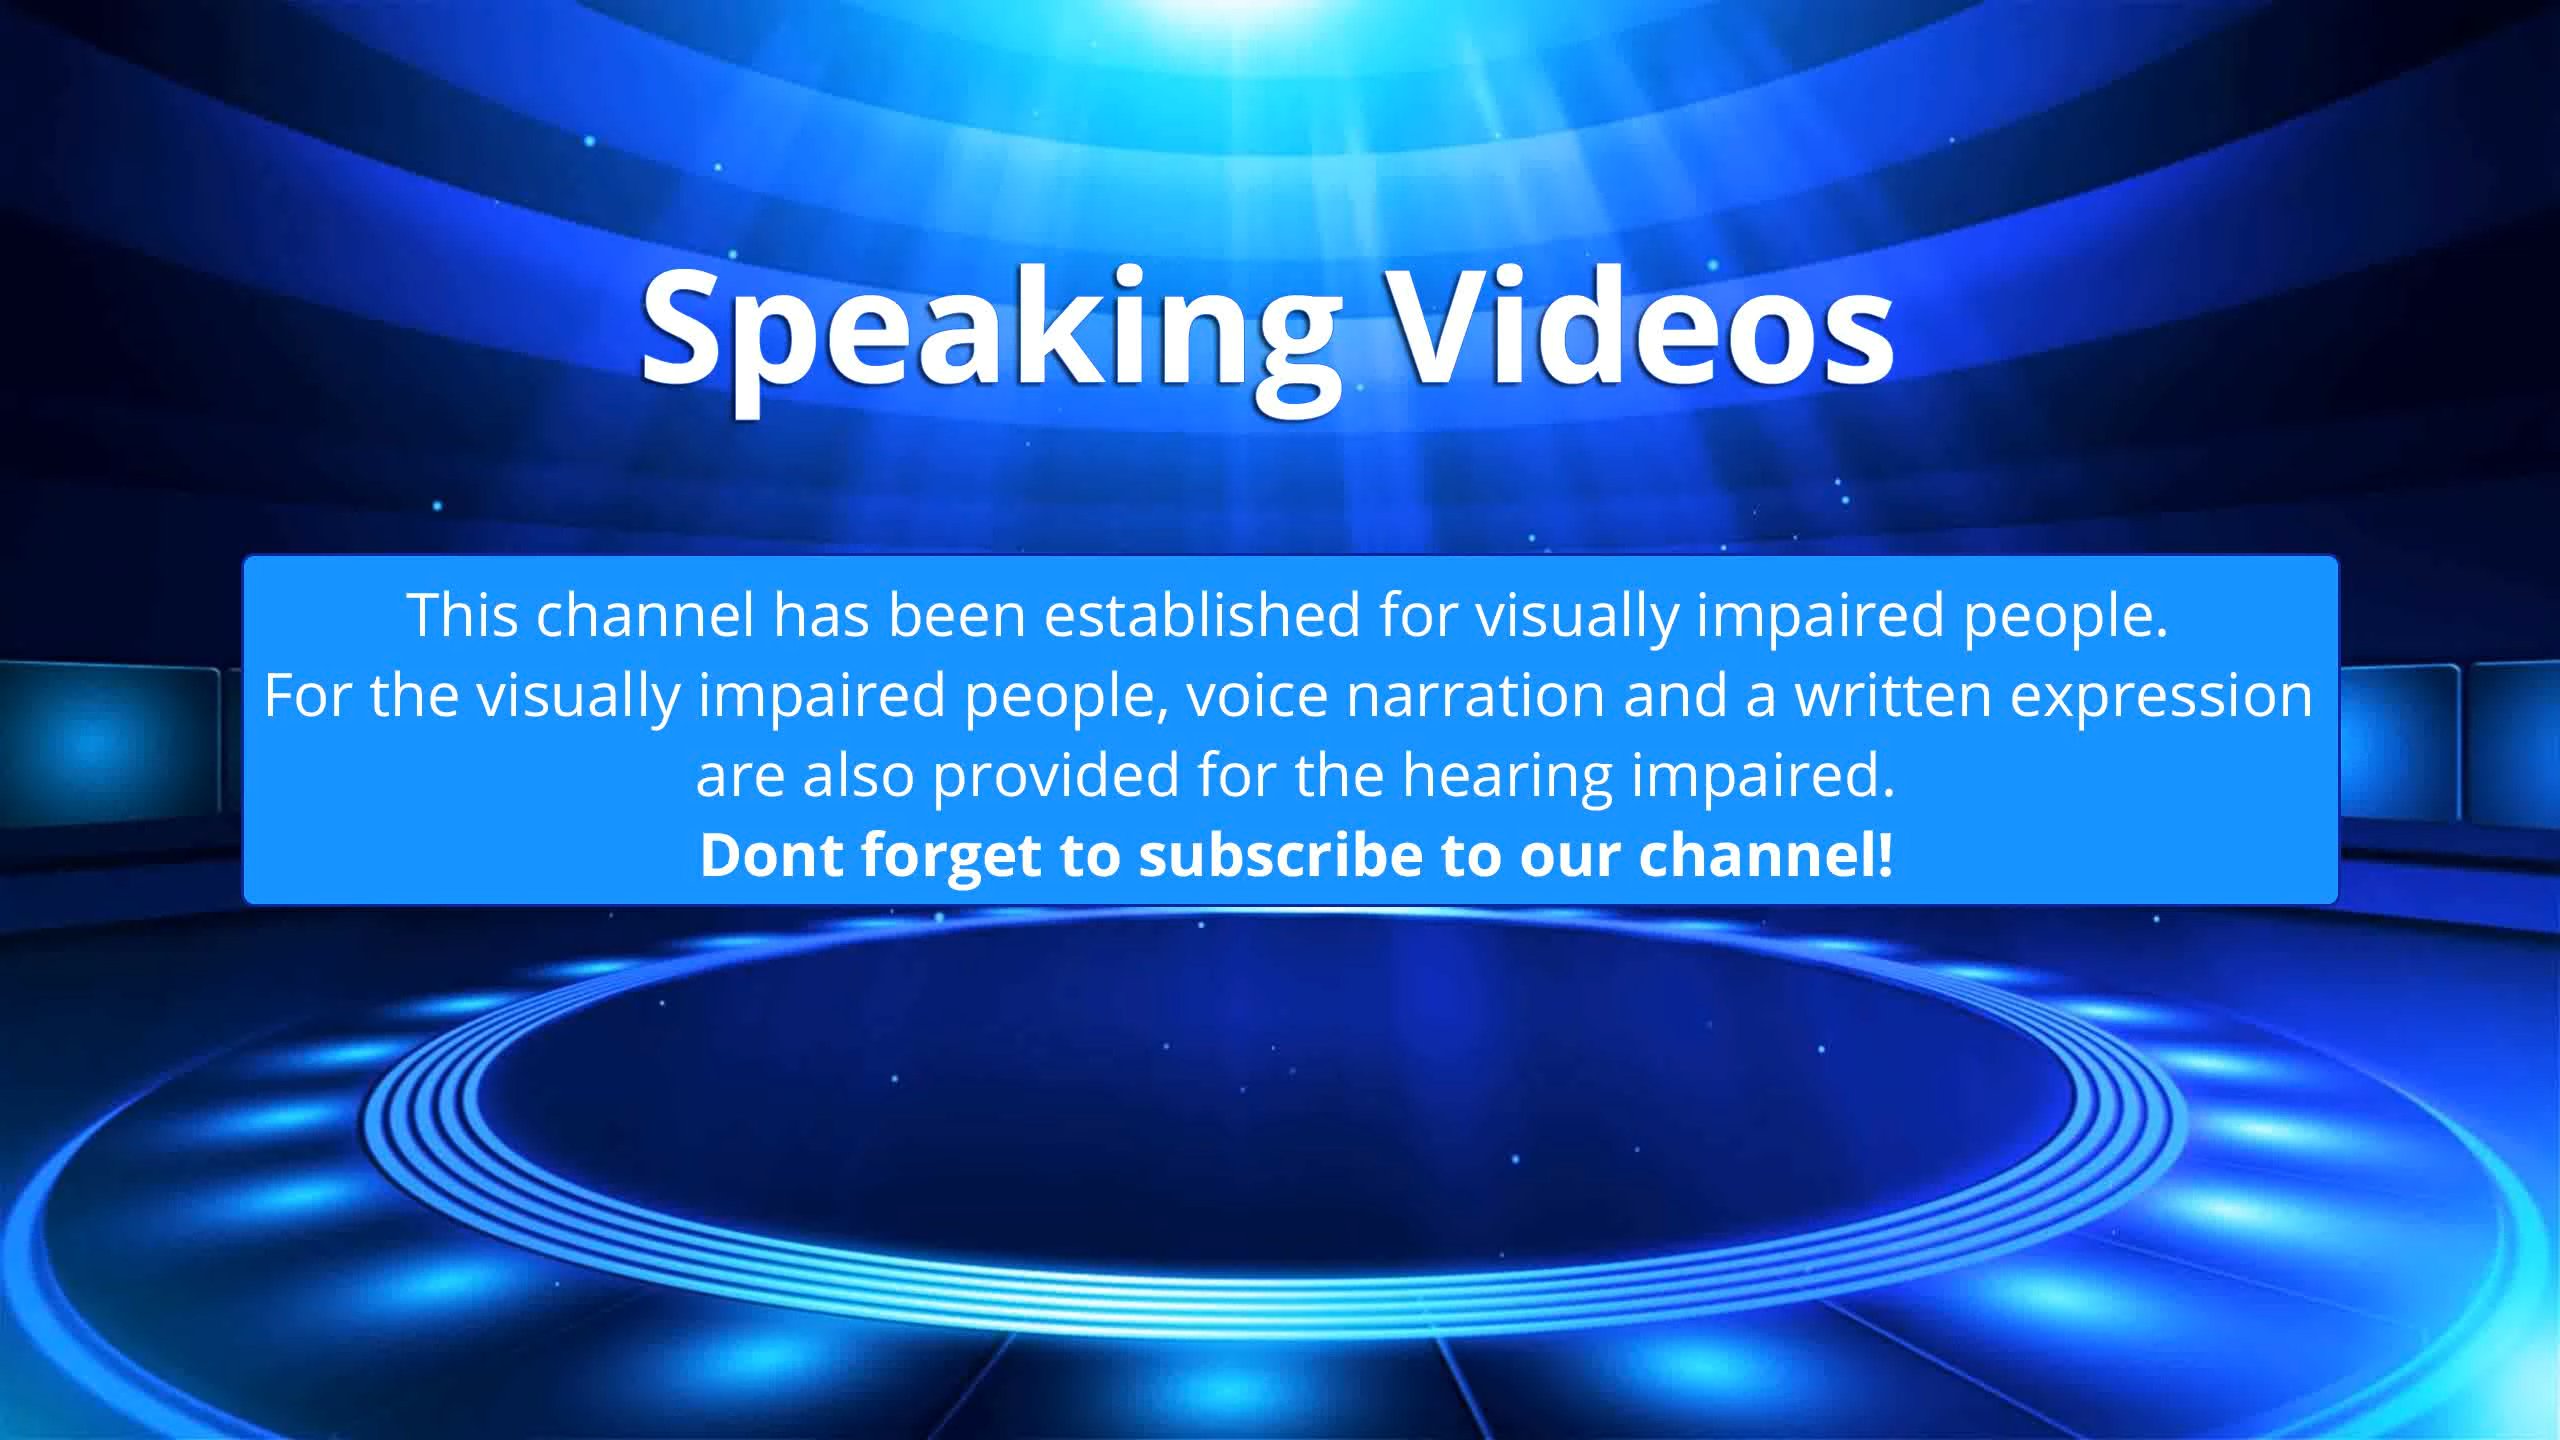 Speaking Videos
This channel has been established for visually impaired people.
For the visually impaired people, voice narration and a written expression
are also provided for the hearing impaired.
Dont forget to subscribe to our channel!